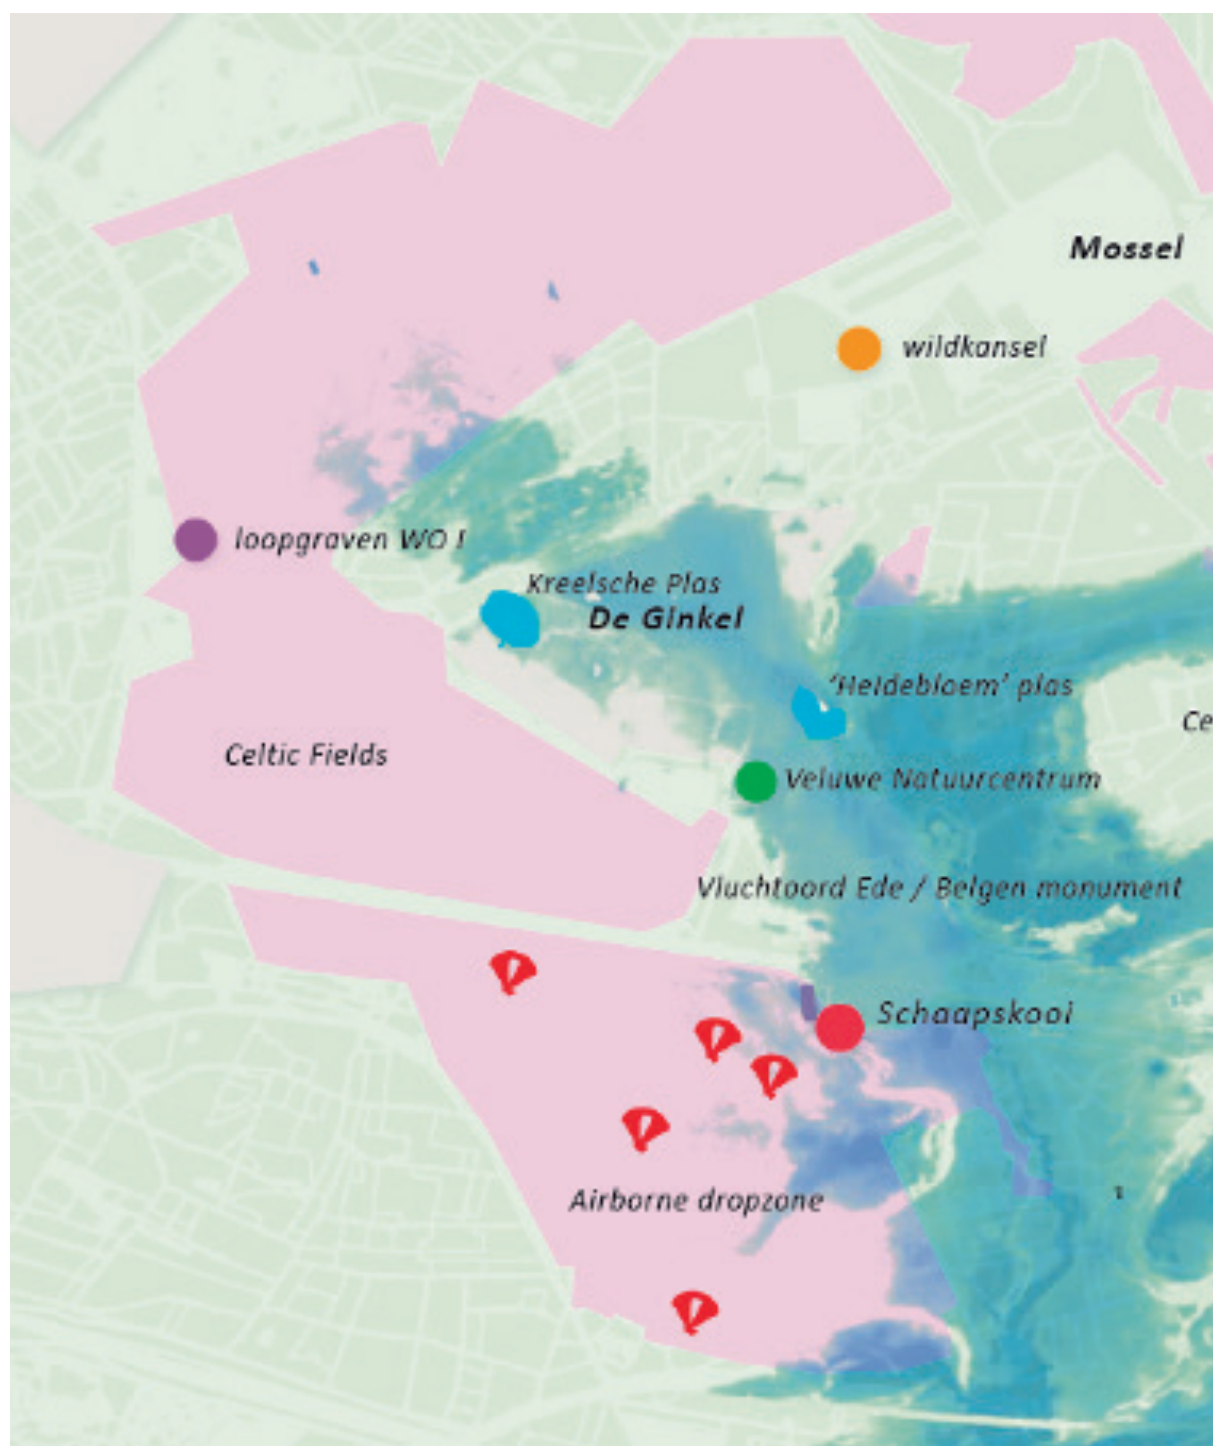 Mossel
wildkansel
loopgraven WO I
Kreelsche Plas
De Ginkel
‘Heidebloem’ plas
Ce
Celtic Fields
Veluwe Natuurcentrum
Vluchtoord Ede / Belgen monument
Schaapskooi
Airborne dropzone